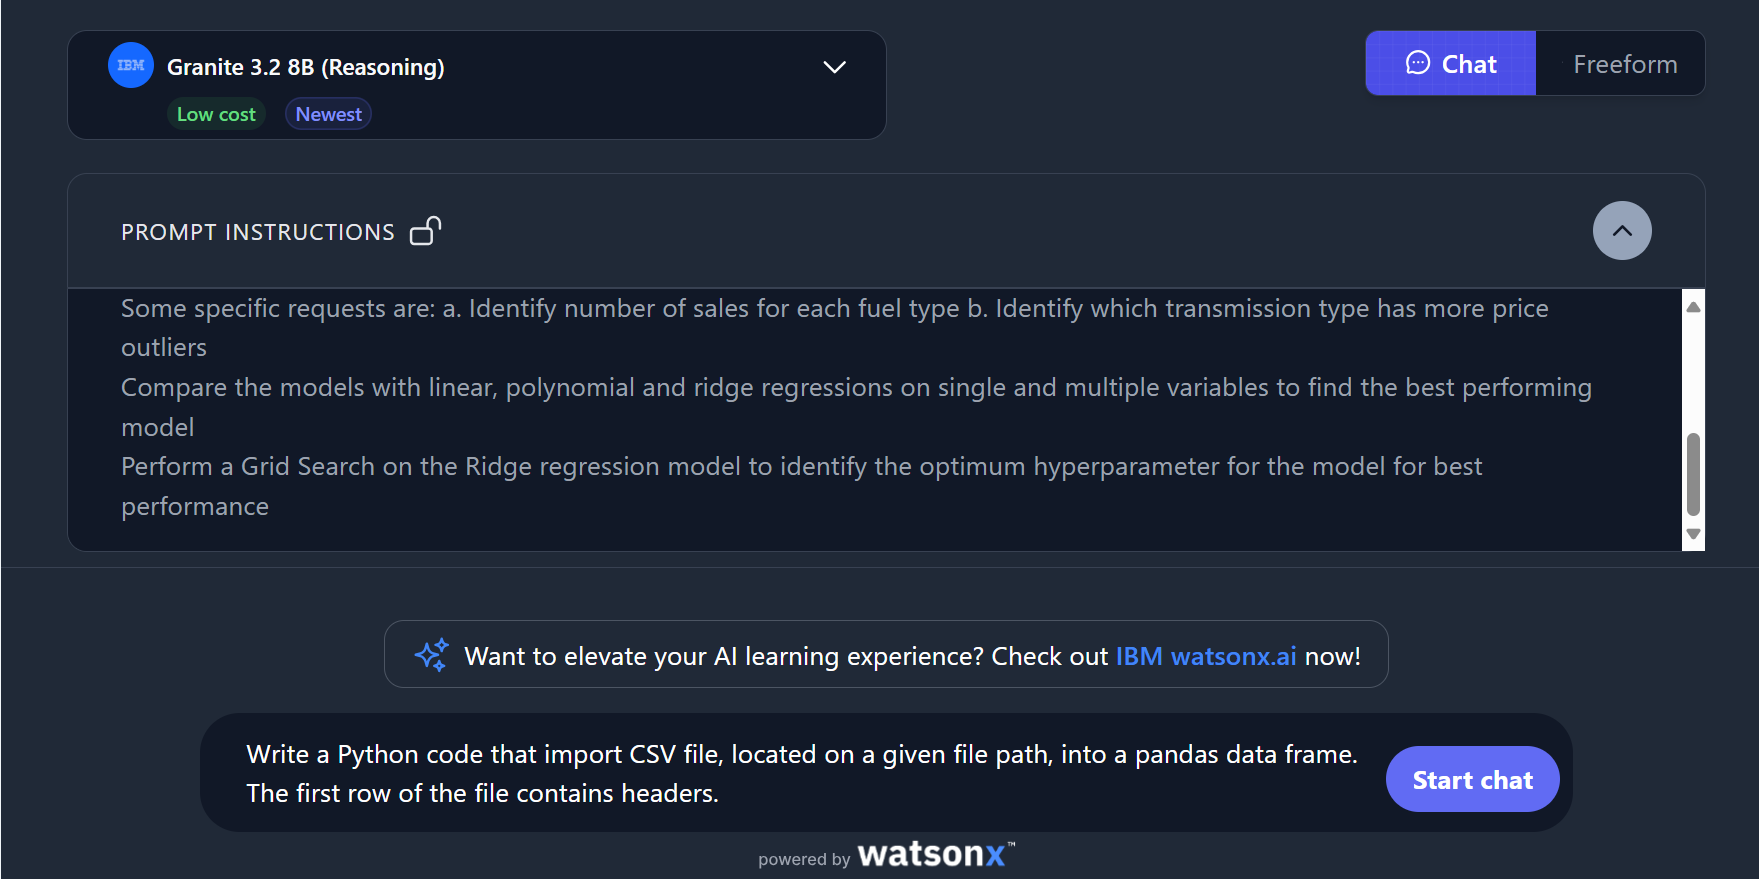 IBM
Granite 3.2 8B (Reasoning)
Low cost
Newest
Chat
Freeform
PROMPT INSTRUCTIONS
Some specific requests are: a. Identify number of sales for each fuel type b. Identify which transmission type has more price
outliers
Compare the models with linear, polynomial and ridge regressions on single and multiple variables to find the best performing
model
Perform a Grid Search on the Ridge regression model to identify the optimum hyperparameter for the model for best
performance
Want to elevate your AI learning experience? Check out IBM watsonx.ai now!
Write a Python code that import CSV file, located on a given file path, into a pandas data frame.
The first row of the file contains headers.
Start chat
powered by watsonx™